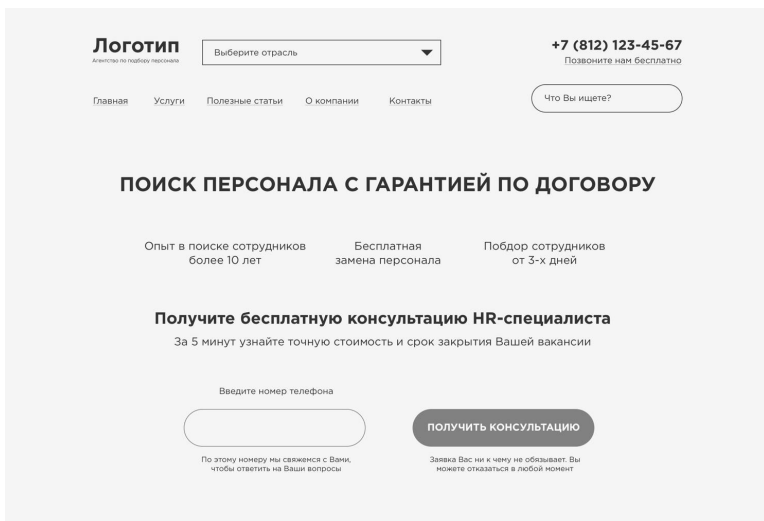 Логотип
Агентство по подбору персонала
Выберите отрасль
+7 (812) 123-45-67
Позвоните нам бесплатно
Главная Услуги Полезные статьи О компании Контакты
Что Вы ищете?
ПОИСК ПЕРСОНАЛА С ГАРАНТИЕЙ ПО ДОГОВОРУ
Опыт в поиске сотрудников
более 10 лет
Бесплатная
замена персонала
Побдор сотрудников
от 3-х дней
Получите бесплатную консультацию HR-специалиста
За 5 минут узнайте точную стоимость и срок закрытия Вашей вакансии
Введите номер телефона
ПОЛУЧИТЬ КОНСУЛЬТАЦИЮ
По этому номеру мы свяжемся с Вами,
чтобы ответить на Ваши вопросы
Заявка Вас ни к чему не обязывает. Вы
можете отказаться в любой момент